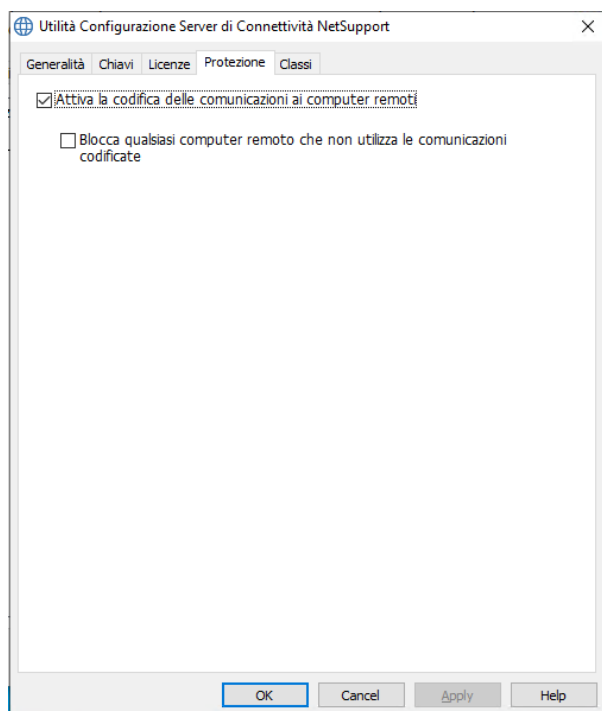 Utilità Configurazione Server di Connettività NetSupport
Generalità Chiavi Licenze Protezione Classi
Attiva la codifica delle comunicazioni ai computer remoti
Blocca qualsiasi computer remoto che non utilizza le comunicazioni
codificate
OK Cancel Apply Help